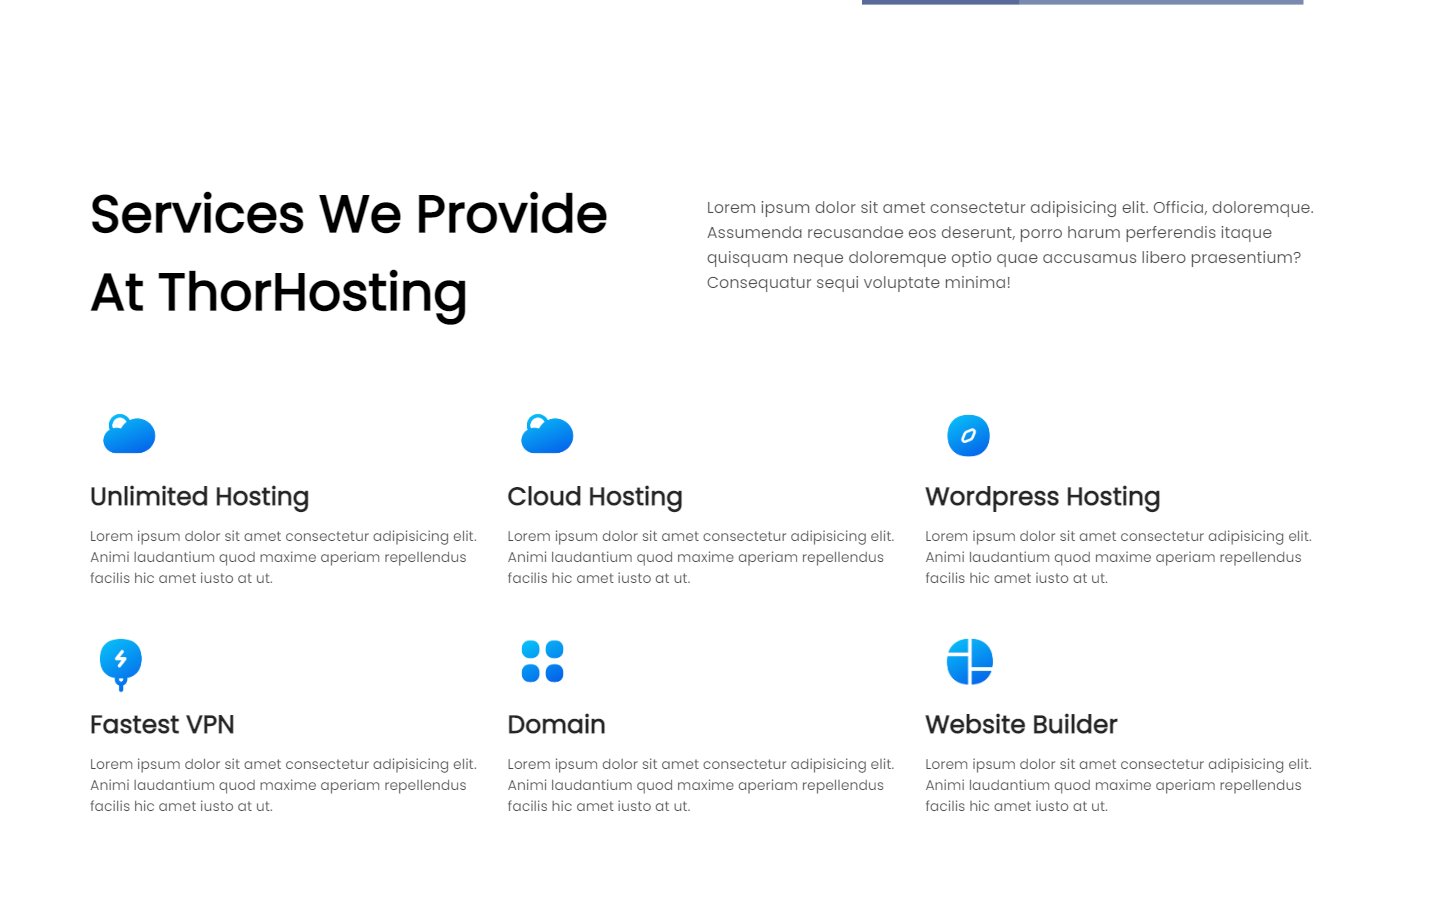 Services We Provide
At ThorHosting
Lorem ipsum dolor sit amet consectetur adipisicing elit. Officia, doloremque.
Assumenda recusandae eos deserunt, porro harum perferendis itaque
quisquam neque doloremque optio quae accusamus libero praesentium?
Consequatur sequi voluptate minima!
Unlimited Hosting
Lorem ipsum dolor sit amet consectetur adipisicing elit.
Animi laudantium quod maxime aperiam repellendus
facilis hic amet iusto at ut.
Cloud Hosting
Lorem ipsum dolor sit amet consectetur adipisicing elit.
Animi laudantium quod maxime aperiam repellendus
facilis hic amet iusto at ut.
Wordpress Hosting
Lorem ipsum dolor sit amet consectetur adipisicing elit.
Animi laudantium quod maxime aperiam repellendus
facilis hic amet iusto at ut.
Fastest VPN
Lorem ipsum dolor sit amet consectetur adipisicing elit.
Animi laudantium quod maxime aperiam repellendus
facilis hic amet iusto at ut.
Domain
Lorem ipsum dolor sit amet consectetur adipisicing elit.
Animi laudantium quod maxime aperiam repellendus
facilis hic amet iusto at ut.
Website Builder
Lorem ipsum dolor sit amet consectetur adipisicing elit.
Animi laudantium quod maxime aperiam repellendus
facilis hic amet iusto at ut.